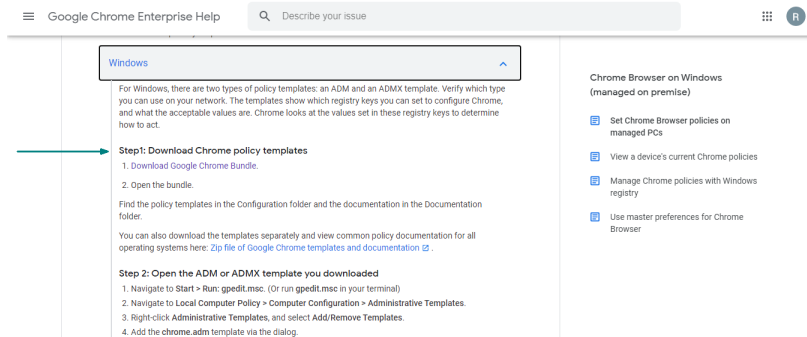 Google Chrome Enterprise Help
Describe your issue
R
Windows
For Windows, there are two types of policy templates: an ADM and an ADMX template. Verify which type
you can use on your network. The templates show which registry keys you can set to configure Chrome,
and what the acceptable values are. Chrome looks at the values set in these registry keys to determine
how to act.
Step1: Download Chrome policy templates
1. Download Google Chrome Bundle.
2. Open the bundle.
Find the policy templates in the Configuration folder and the documentation in the Documentation
folder.
You can also download the templates separately and view common policy documentation for all
operating systems here: Zip file of Google Chrome templates and documentation .
Step 2: Open the ADM or ADMX template you downloaded
1. Navigate to Start > Run: gpedit.msc. (Or run gpedit.msc in your terminal)
2. Navigate to Local Computer Policy > Computer Configuration > Administrative Templates.
3. Right-click Administrative Templates, and select Add/Remove Templates.
4. Add the chrome.adm template via the dialog.
Chrome Browser on Windows
(managed on premise)
Set Chrome Browser policies on
managed PCs
View a device's current Chrome policies
Manage Chrome policies with Windows
registry
Use master preferences for Chrome
Browser